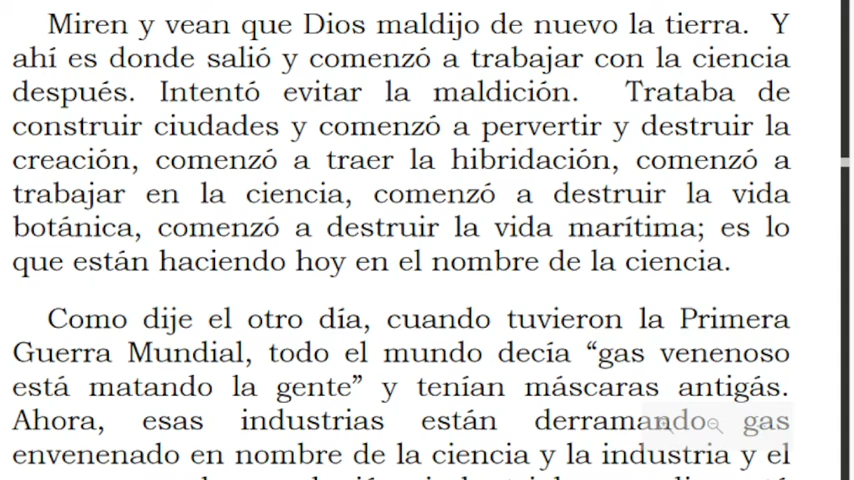 Miren y vean que Dios maldijo de nuevo la tierra. Y
ahí es donde salió y comenzó a trabajar con la ciencia
después. Intentó evitar la maldición. Trataba de
construir ciudades y comenzó a pervertir y destruir la
creación, comenzó a traer la hibridación, comenzó a
trabajar en la ciencia, comenzó a destruir la vida
botánica, comenzó a destruir la vida marítima; es lo
que están haciendo hoy en el nombre de la ciencia.
Como dije el otro día, cuando tuvieron la Primera
Guerra Mundial, todo el mundo decía “gas venenoso
está matando la gente” y tenían máscaras antigás.
Ahora, esas industrias están derramando gas
envenenado en nombre de la ciencia y la industria y el